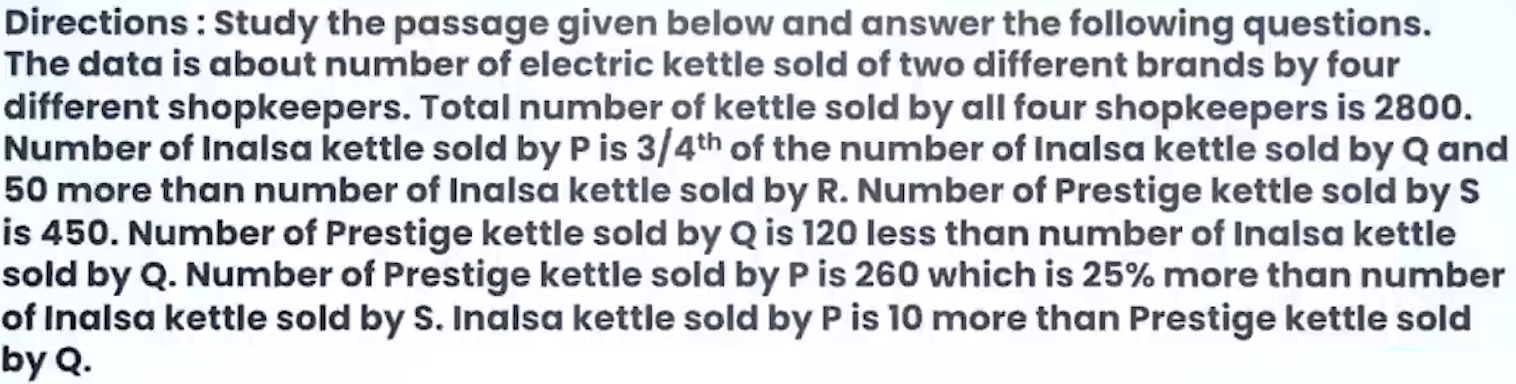 Directions : Study the passage given below and answer the following questions.
The data is about number of electric kettle sold of two different brands by four
different shopkeepers. Total number of kettle sold by all four shopkeepers is 2800.
Number of Inalsa kettle sold by P is 3/4ᵗʰ of the number of Inalsa kettle sold by Q and
50 more than number of Inalsa kettle sold by R. Number of Prestige kettle sold by S
is 450. Number of Prestige kettle sold by Q is 120 less than number of Inalsa kettle
sold by Q. Number of Prestige kettle sold by P is 260 which is 25% more than number
of Inalsa kettle sold by S. Inalsa kettle sold by P is 10 more than Prestige kettle sold
by Q.